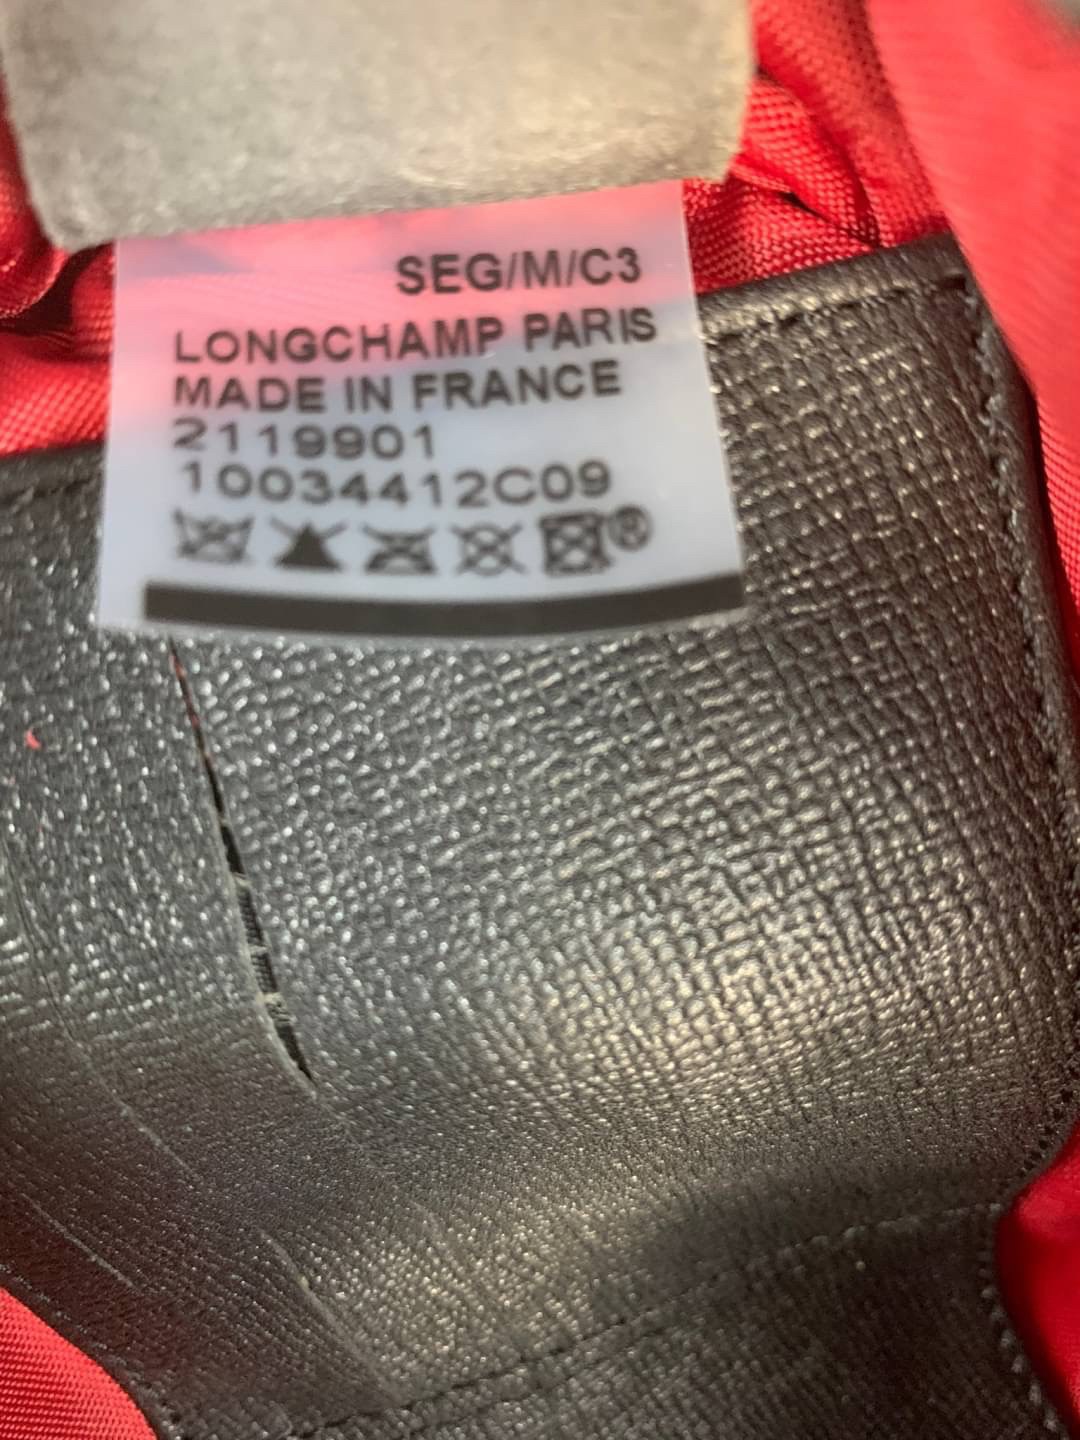 SEG/M/C3
LONGCHAMP PARIS
MADE IN FRANCE
2119901
10034412C09
®